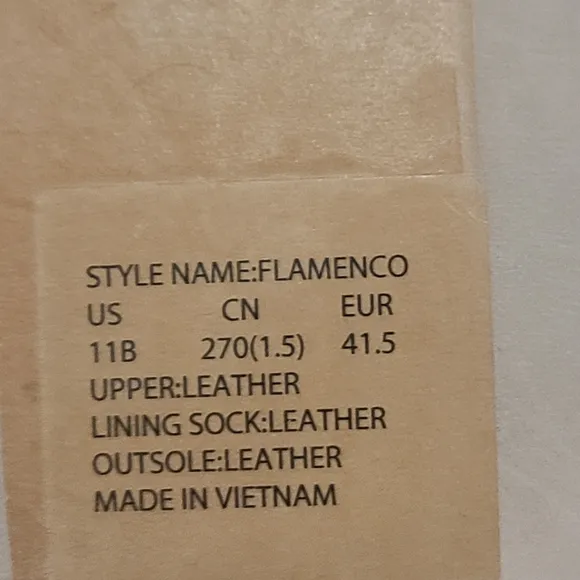 STYLE NAME:FLAMENCO
US CN EUR
11B 270(1.5) 41.5
UPPER:LEATHER
LINING SOCK:LEATHER
OUTSOLE:LEATHER
MADE IN VIETNAM